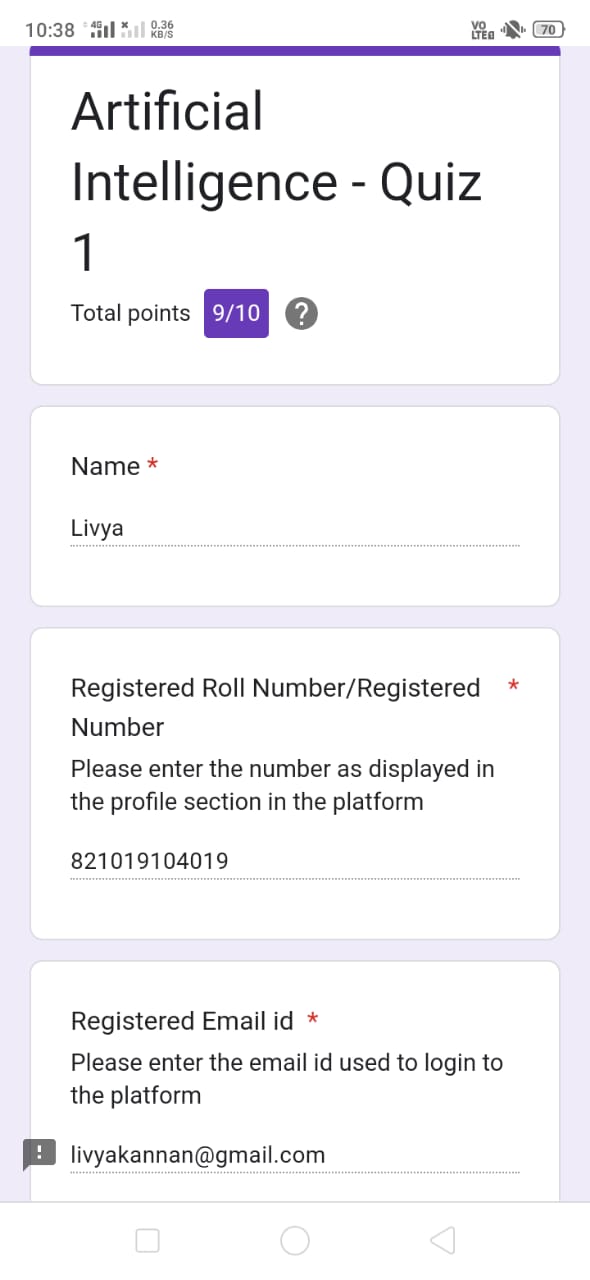 10:38 4G 0.36 KB/S VO LTE 70
Artificial
Intelligence - Quiz
1
Total points 9/10 ?
Name *
Livya
Registered Roll Number/Registered *
Number
Please enter the number as displayed in
the profile section in the platform
821019104019
Registered Email id *
Please enter the email id used to login to
the platform
! livyakannan@gmail.com